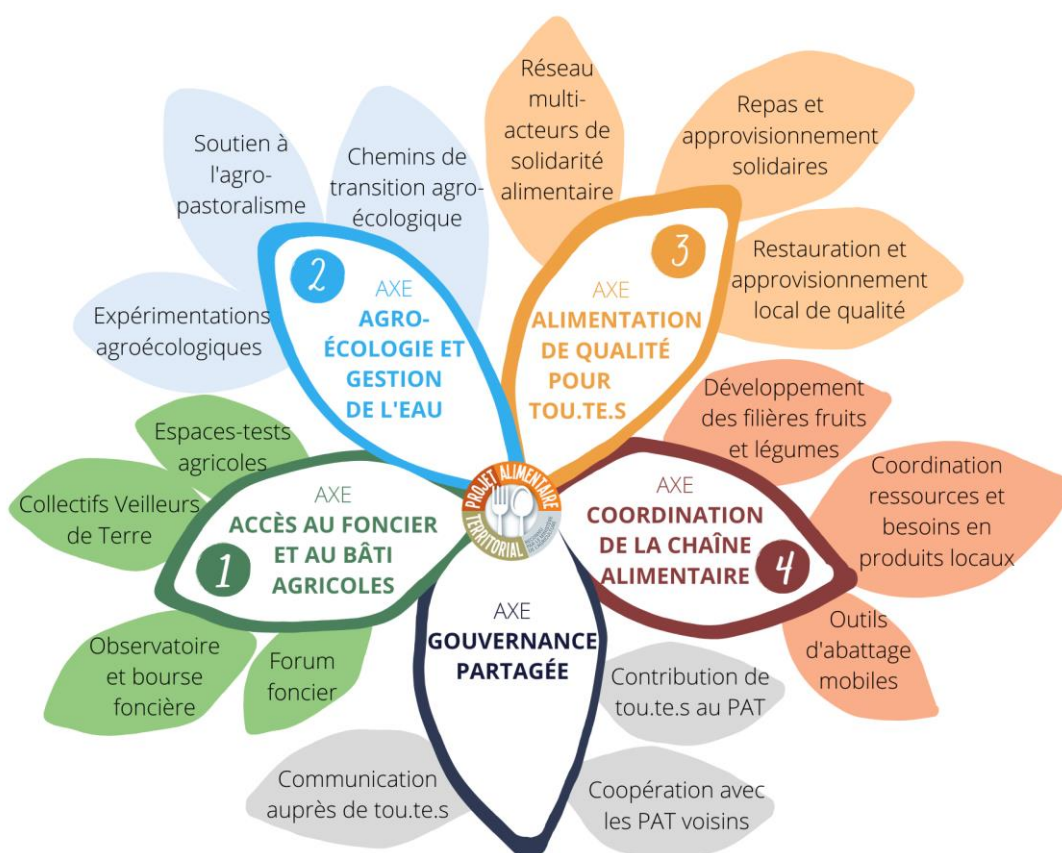 Réseau
multi-
acteurs de
solidarité
alimentaire
Repas et
approvisionnement
solidaires
Soutien à
l'agro-
pastoralisme
Chemins de
transition agro-
écologique
Restauration et
approvisionnement
local de qualité
Expérimentations
agroécologiques
2
AXE
AGRO-
ÉCOLOGIE ET
GESTION
DE L'EAU
3
AXE
ALIMENTATION
DE QUALITÉ
POUR
TOU.TE.S
Espaces-tests
agricoles
Collectifs Veilleurs
de Terre
Observatoire
et bourse
foncière
Forum
foncier
AXE
ACCÈS AU FONCIER
ET AU BÂTI
AGRICOLES
1
PROJET ALIMENTAIRE
TERRITORIAL
AXE
COORDINATION
DE LA CHAÎNE
ALIMENTAIRE
4
Développement
des filières fruits
et légumes
Coordination
ressources et
besoins en
produits locaux
Outils
d'abattage
mobiles
AXE
GOUVERNANCE
PARTAGÉE
Contribution de
tou.te.s au PAT
Communication
auprès de tou.te.s
Coopération avec
les PAT voisins